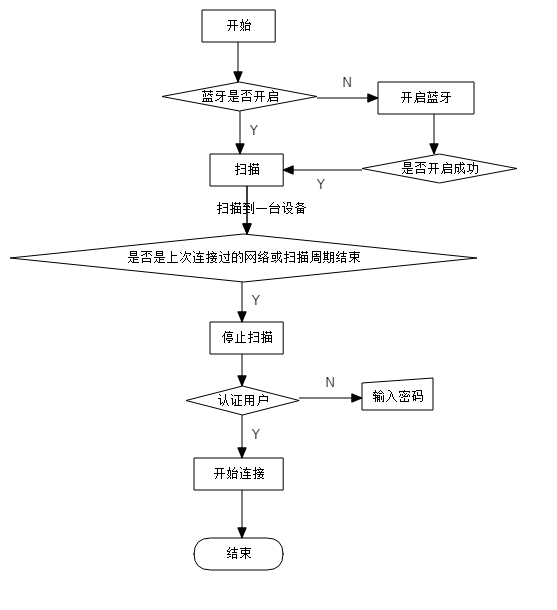 开始
蓝牙是否开启
N
开启蓝牙
Y
扫描
Y
是否开启成功
扫描到一台设备
是否是上次连接过的网络或扫描周期结束
Y
停止扫描
认证用户
N
输入密码
Y
开始连接
结束